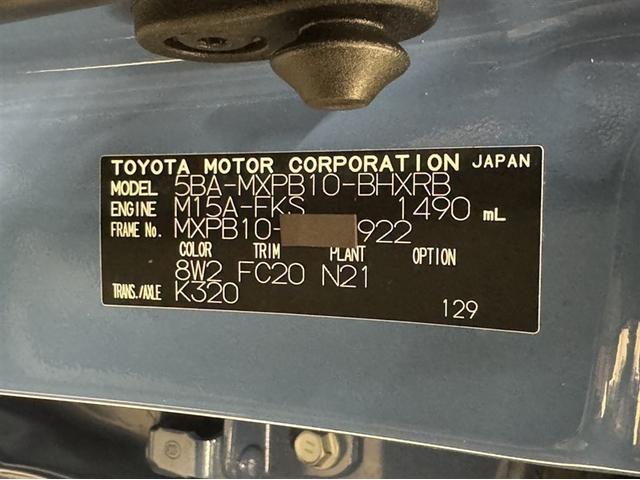 TOYOTA MOTOR CORPORATION JAPAN
MODEL 5BA-MXPB10-BHXRB
ENGINE M15A-FKS 1490 mL
FRAME No. MXPB10- 922
COLOR TRIM PLANT OPTION
8W2 FC20 N21
TRANS./AXLE K320
129